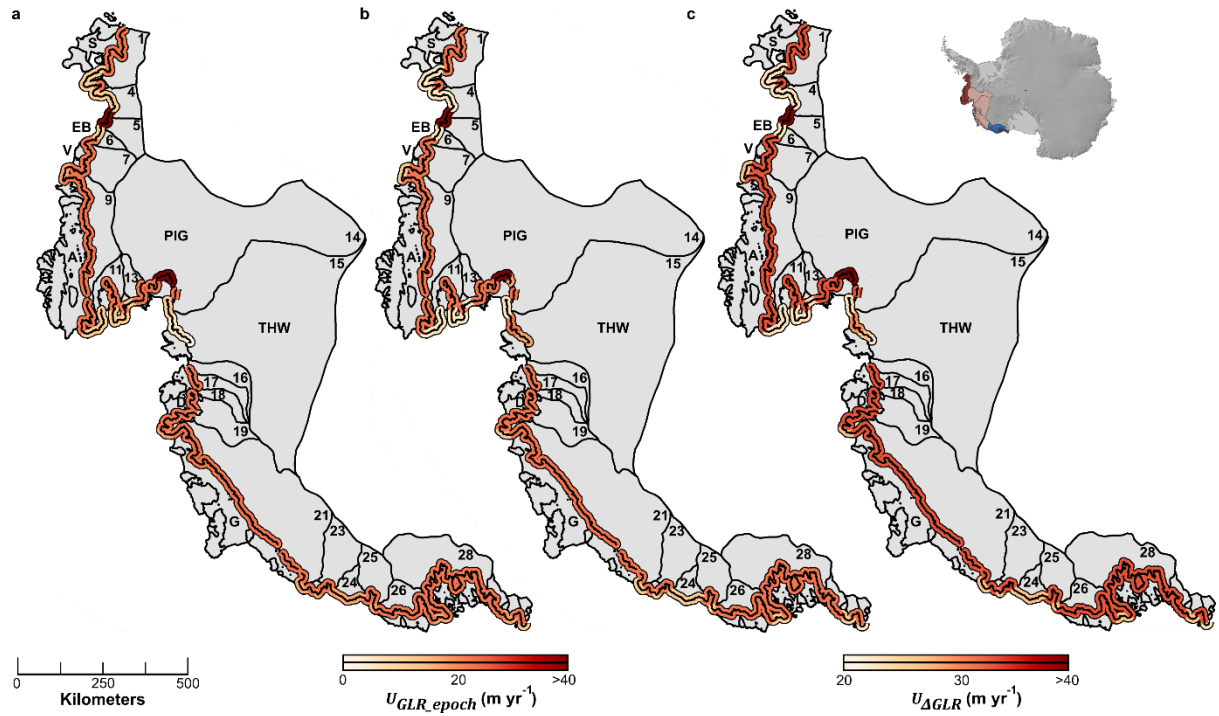 a
S
1
4
EB
5
6
V
7
9
PIG
14
15
A
11
13
THW
16
17
18
D
19
21
23
G
25
28
24
26
b
S
1
4
EB
5
6
V
7
9
PIG
14
15
A
11
13
THW
16
17
18
D
19
21
23
G
25
28
24
26
c
S
1
4
EB
5
6
V
7
9
PIG
14
15
A
11
13
THW
16
17
18
D
19
21
23
G
25
28
24
26
0 250 500
Kilometers
0 20 >40
U_GLR_epoch (m yr⁻¹)
20 30 >40
U_ΔGLR (m yr⁻¹)